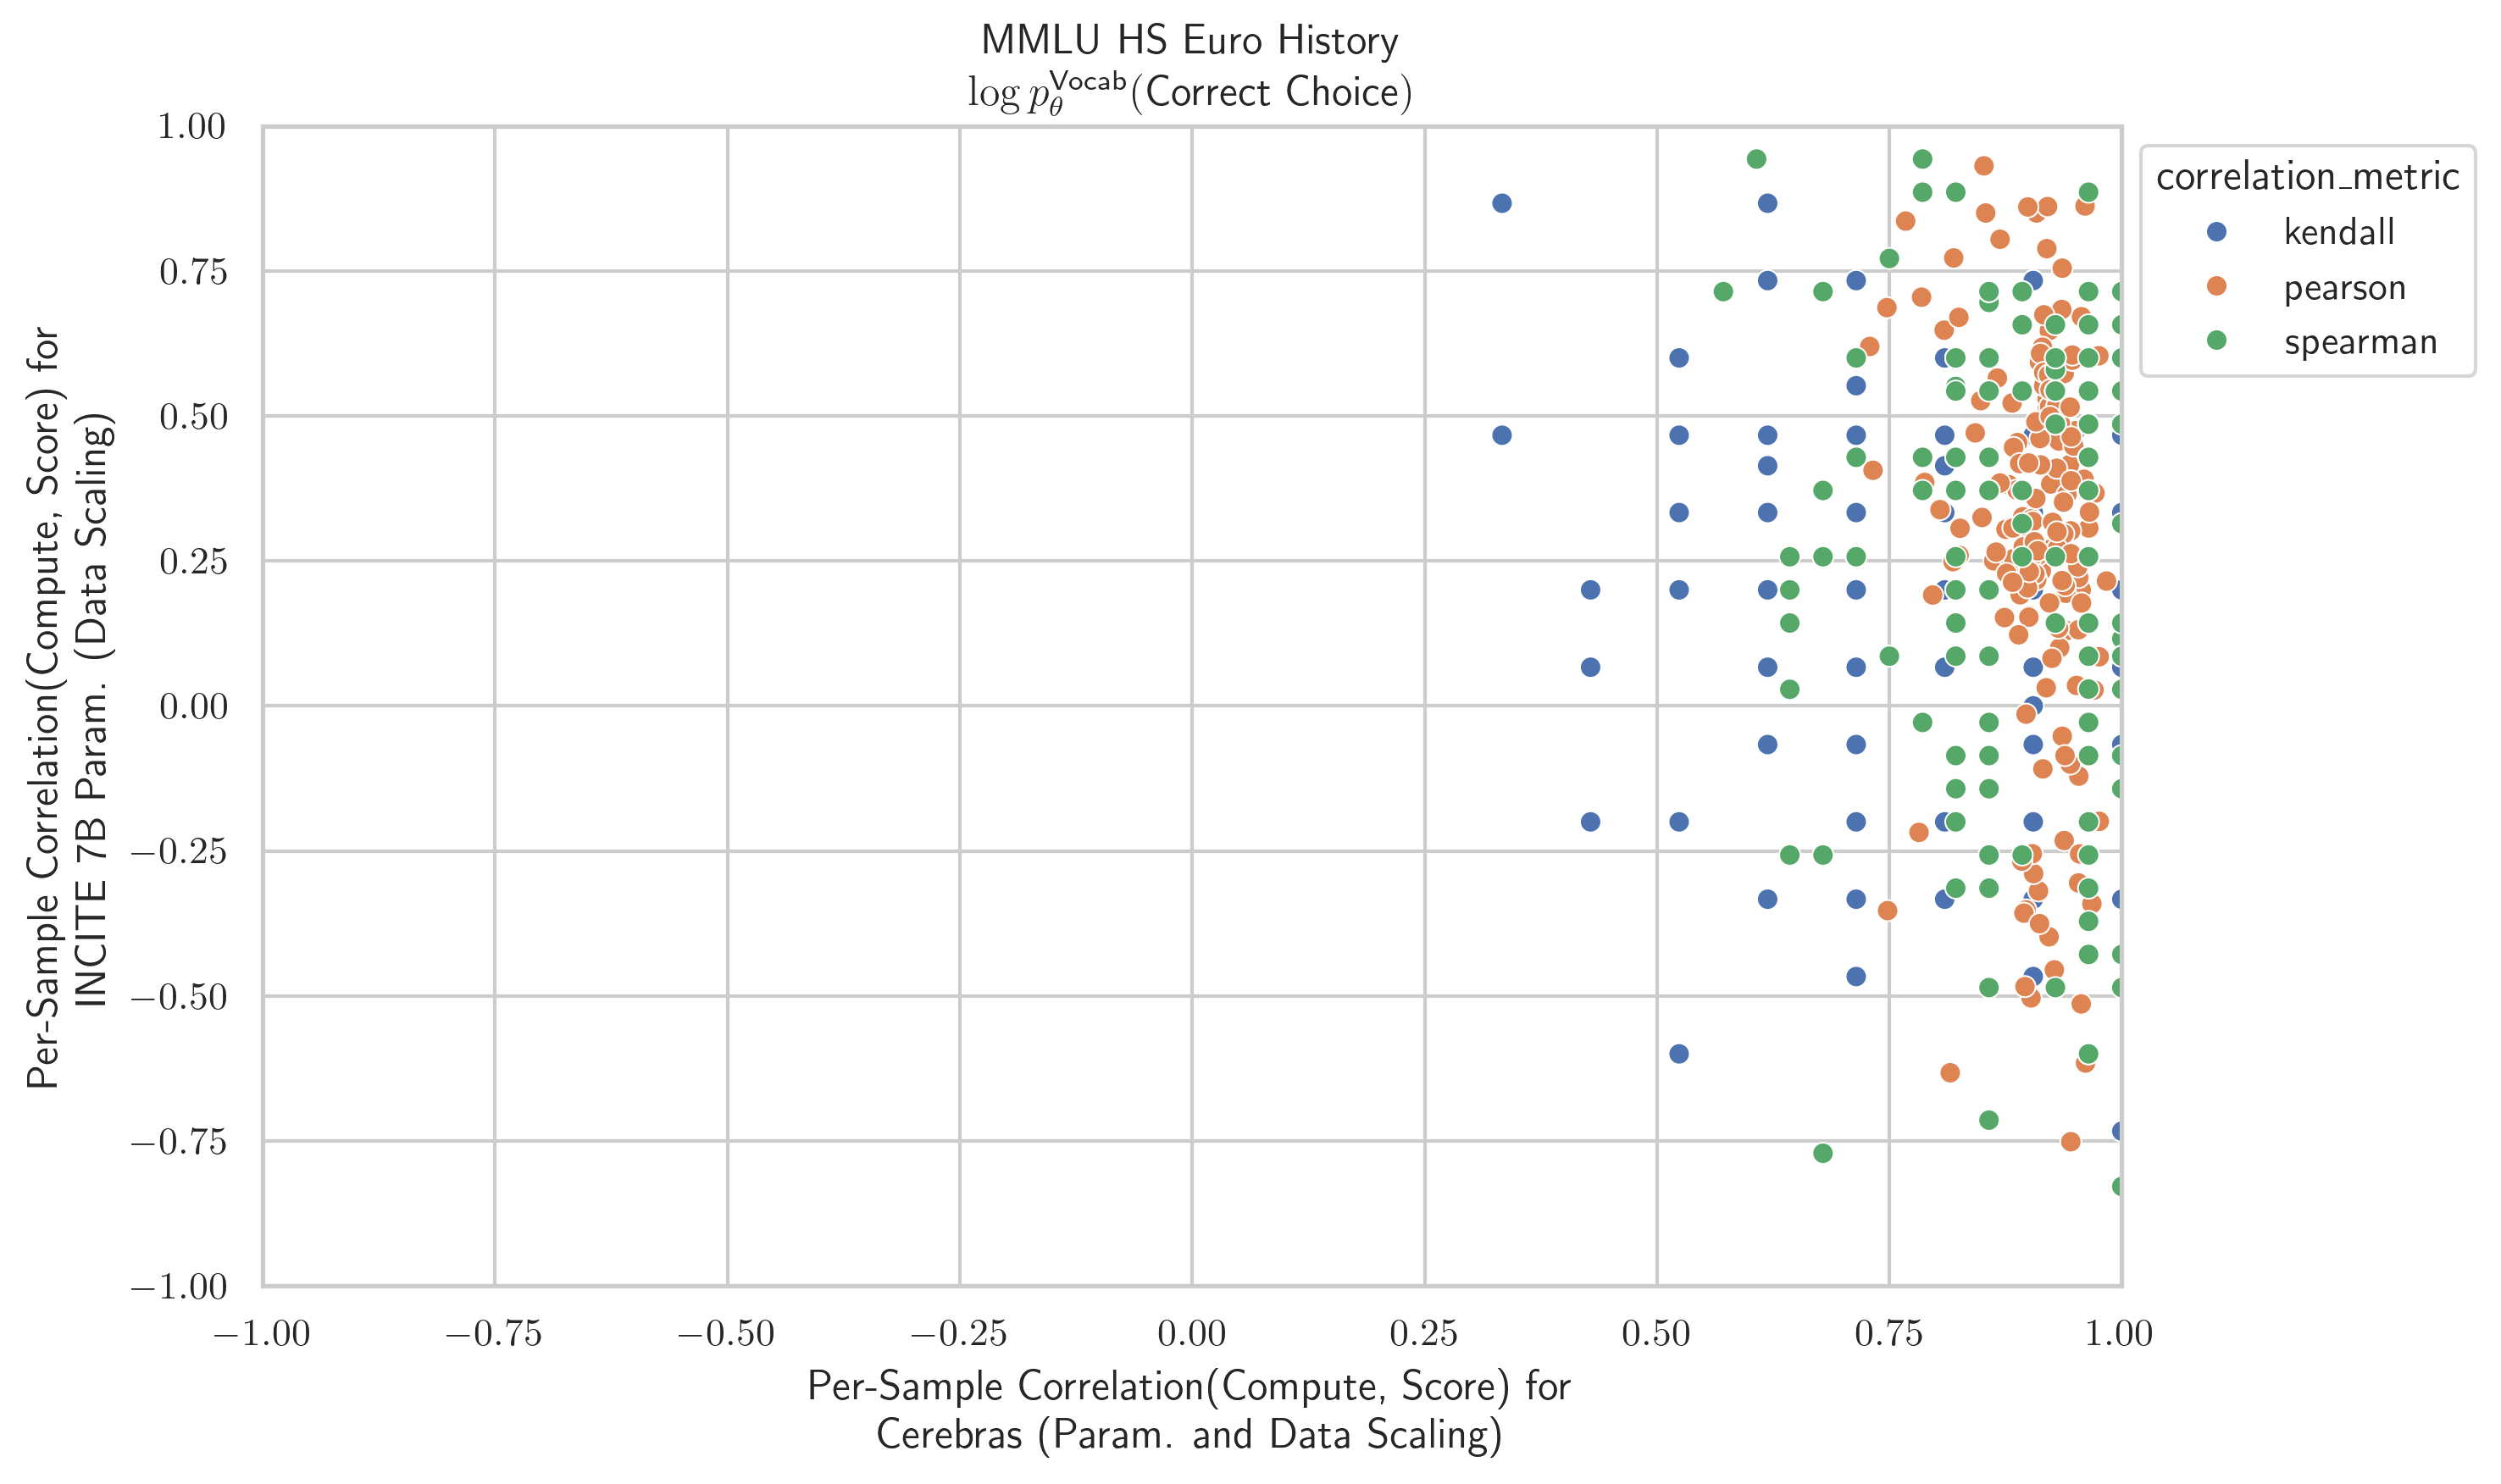 MMLU HS Euro History
log p_θ^Vocab(Correct Choice)
1.00
0.75
0.50
0.25
0.00
−0.25
−0.50
−0.75
−1.00
Per-Sample Correlation(Compute, Score) for
INCITE 7B Param. (Data Scaling)
−1.00 −0.75 −0.50 −0.25 0.00 0.25 0.50 0.75 1.00
Per-Sample Correlation(Compute, Score) for
Cerebras (Param. and Data Scaling)
correlation_metric
kendall
pearson
spearman